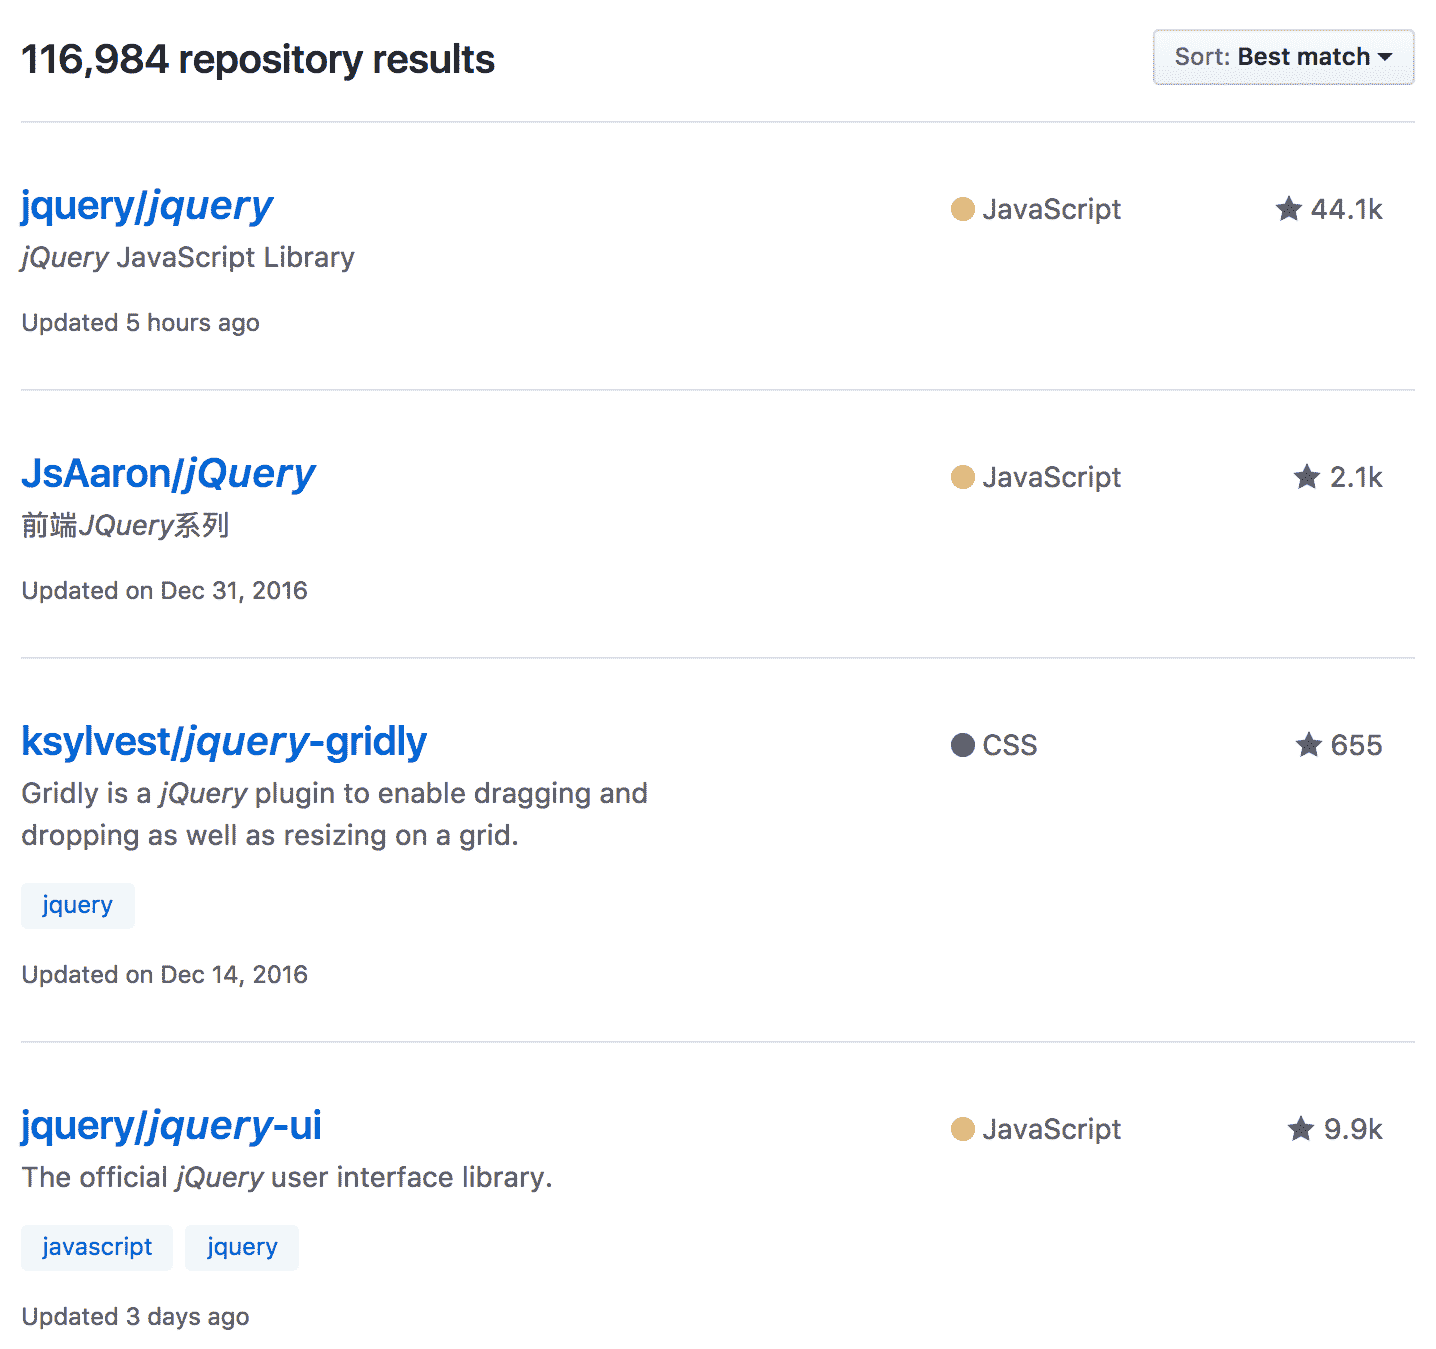 116,984 repository results
Sort: Best match
jquery/jquery
JavaScript
44.1k
jQuery JavaScript Library
Updated 5 hours ago
JsAaron/jQuery
JavaScript
2.1k
前端JQuery系列
Updated on Dec 31, 2016
ksylvest/jquery-gridly
CSS
655
Gridly is a jQuery plugin to enable dragging and
dropping as well as resizing on a grid.
jquery
Updated on Dec 14, 2016
jquery/jquery-ui
JavaScript
9.9k
The official jQuery user interface library.
javascript
jquery
Updated 3 days ago